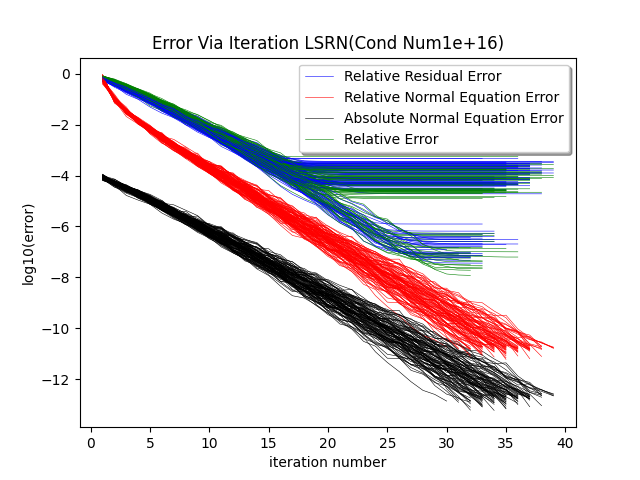 Error Via Iteration LSRN(Cond Num1e+16)
Relative Residual Error
Relative Normal Equation Error
Absolute Normal Equation Error
Relative Error
log10(error)
0
−2
−4
−6
−8
−10
−12
0 5 10 15 20 25 30 35 40
iteration number